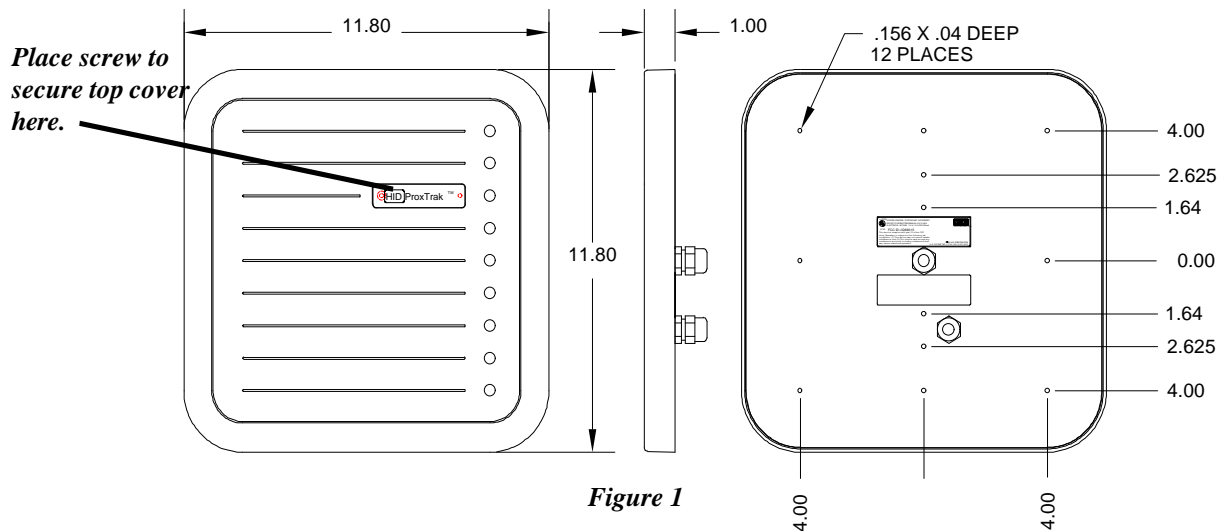 11.80
1.00
.156 X .04 DEEP
12 PLACES
Place screw to
secure top cover
here.
4.00
2.625
HID ProxTrak ™
1.64
11.80
0.00
1.64
2.625
4.00
Figure 1
4.00
4.00